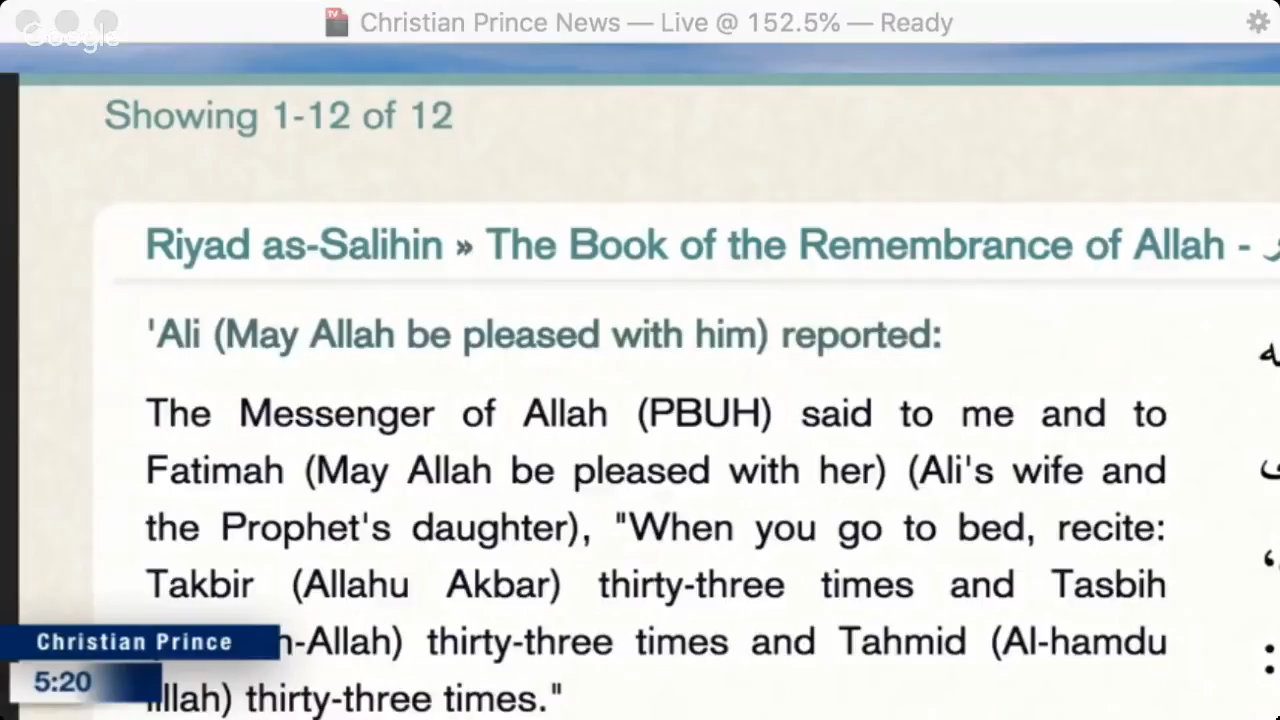 Christian Prince News — Live @ 152.5% — Ready
Google
Showing 1-12 of 12
Riyad as-Salihin » The Book of the Remembrance of Allah -
'Ali (May Allah be pleased with him) reported:
The Messenger of Allah (PBUH) said to me and to
Fatimah (May Allah be pleased with her) (Ali's wife and
the Prophet's daughter), "When you go to bed, recite:
Takbir (Allahu Akbar) thirty-three times and Tasbih
n-Allah) thirty-three times and Tahmid (Al-hamdu
lillah) thirty-three times."
Christian Prince
5:20